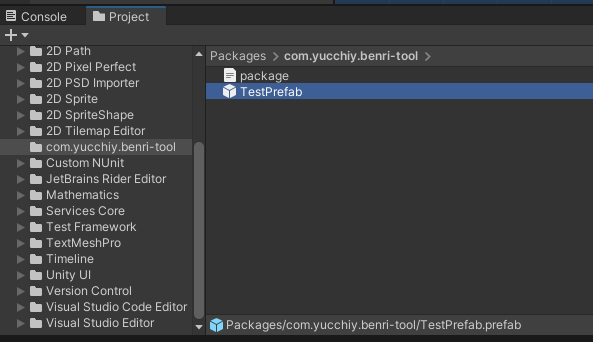 Console
Project
2D Path
2D Pixel Perfect
2D PSD Importer
2D Sprite
2D SpriteShape
2D Tilemap Editor
com.yucchiy.benri-tool
Custom NUnit
JetBrains Rider Editor
Mathematics
Services Core
Test Framework
TextMeshPro
Timeline
Unity UI
Version Control
Visual Studio Code Editor
Visual Studio Editor
Packages > com.yucchiy.benri-tool >
package
TestPrefab
Packages/com.yucchiy.benri-tool/TestPrefab.prefab